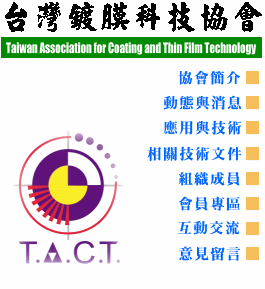 台灣鍍膜科技協會
Taiwan Association for Coating and Thin Film Technology
協會簡介
動態與消息
應用與技術
相關技術文件
組織成員
會員專區
互動交流
意見留言
T.A.C.T.